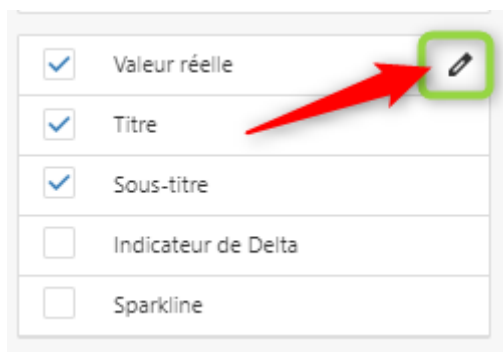 Valeur réelle
Titre
Sous-titre
Indicateur de Delta
Sparkline